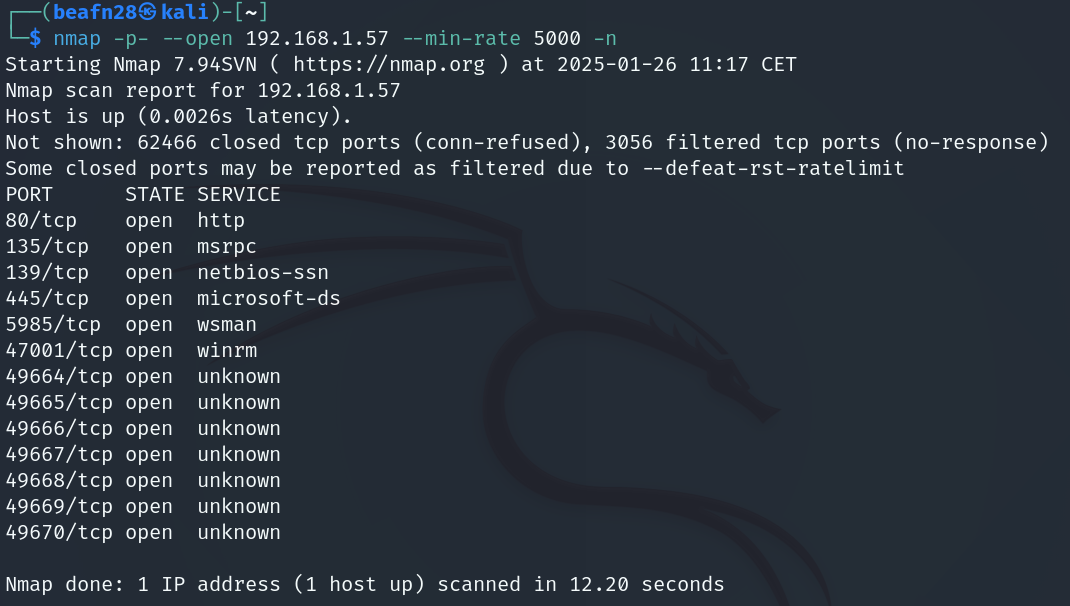 ┌──(beafn28㉿kali)-[~]
└─$ nmap -p- --open 192.168.1.57 --min-rate 5000 -n
Starting Nmap 7.94SVN ( https://nmap.org ) at 2025-01-26 11:17 CET
Nmap scan report for 192.168.1.57
Host is up (0.0026s latency).
Not shown: 62466 closed tcp ports (conn-refused), 3056 filtered tcp ports (no-response)
Some closed ports may be reported as filtered due to --defeat-rst-ratelimit
PORT      STATE SERVICE
80/tcp    open  http
135/tcp   open  msrpc
139/tcp   open  netbios-ssn
445/tcp   open  microsoft-ds
5985/tcp  open  wsman
47001/tcp open  winrm
49664/tcp open  unknown
49665/tcp open  unknown
49666/tcp open  unknown
49667/tcp open  unknown
49668/tcp open  unknown
49669/tcp open  unknown
49670/tcp open  unknown
Nmap done: 1 IP address (1 host up) scanned in 12.20 seconds